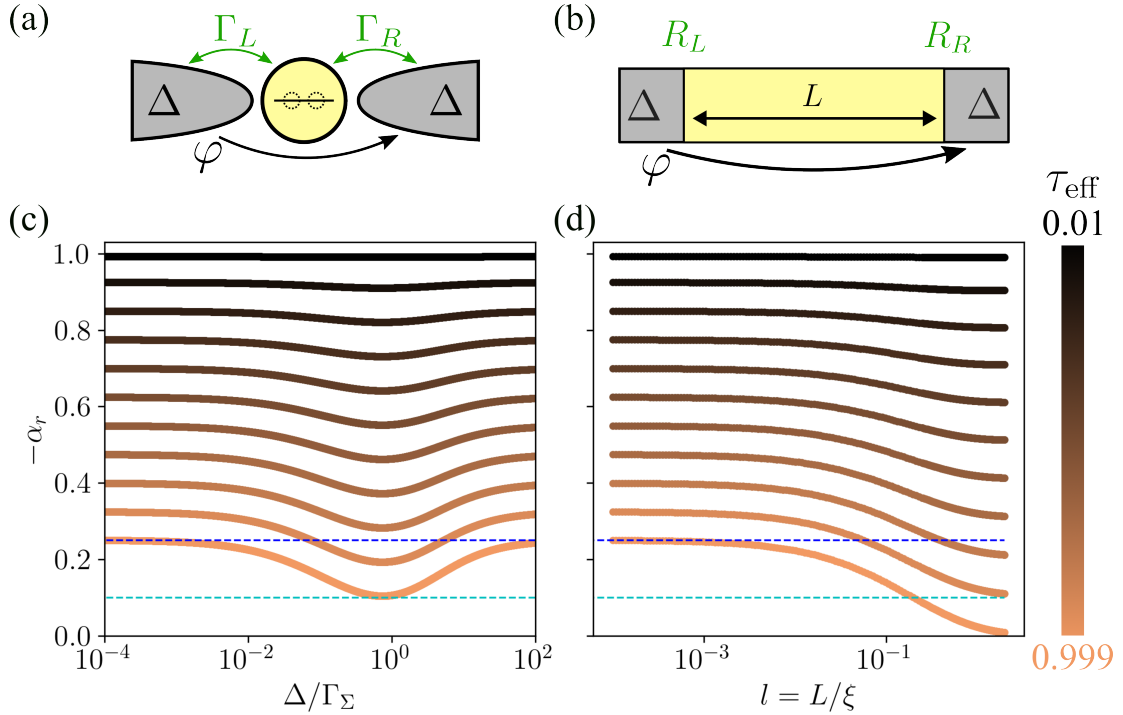 (a)
Γ_L Γ_R
Δ Δ
φ
(b)
R_L R_R
Δ L Δ
φ
τ_eff
0.01
0.999
(c)
1.0
0.8
0.6
0.4
0.2
0.0
−α_r
10^−4 10^−2 10^0 10^2
Δ/Γ_Σ
(d)
10^−3 10^−1
l = L/ξ